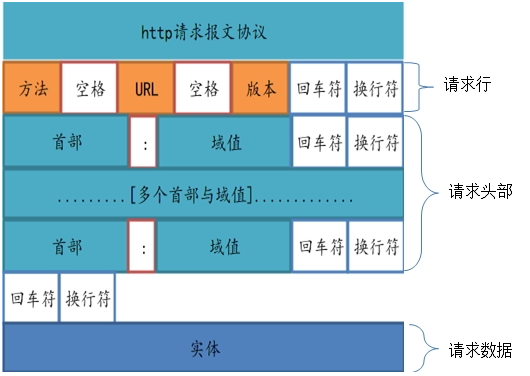 http请求报文协议
方法 空格 URL 空格 版本 回车符 换行符 请求行
首部 : 域值 回车符 换行符
.........[多个首部与域值]............. 请求头部
首部 : 域值 回车符 换行符
回车符 换行符
实体 请求数据